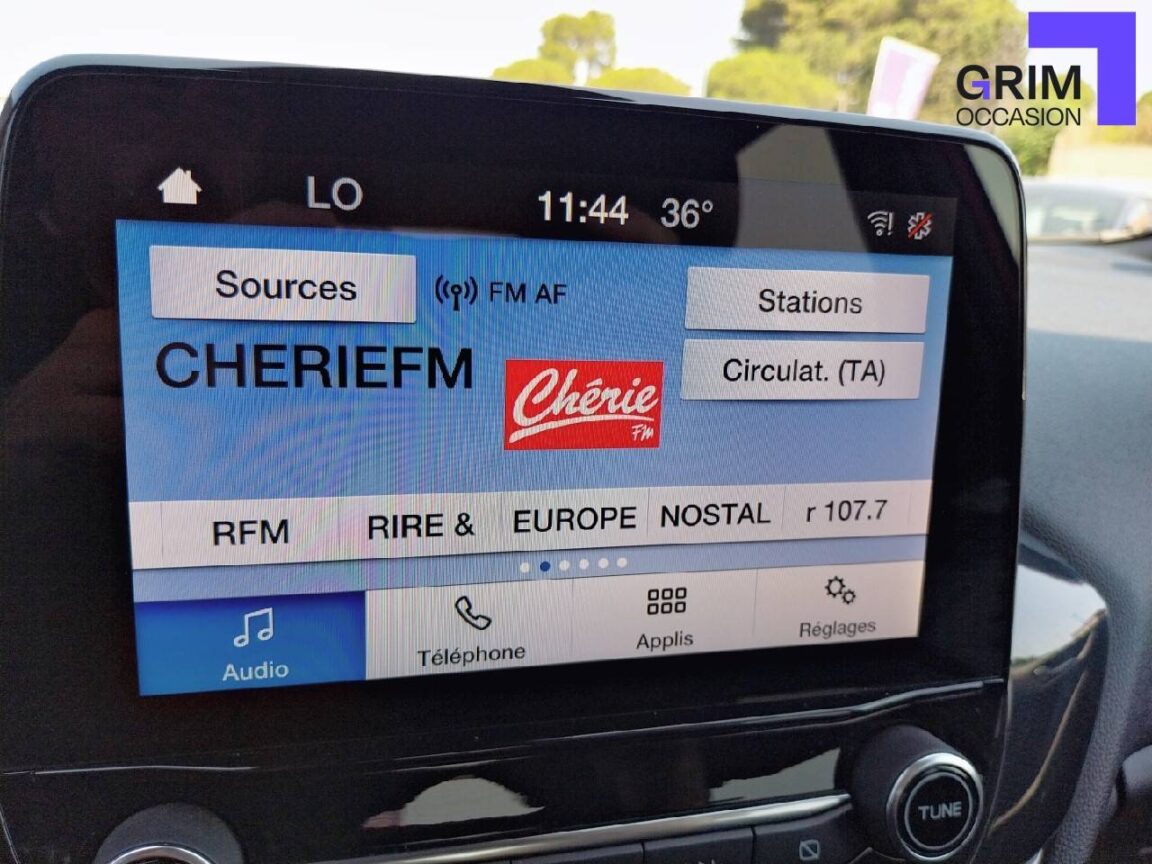 GRIM
OCCASION
LO
11:44 36°
Sources
FM AF
Stations
CHERIEFM
Chérie
FM
Circulat. (TA)
RFM
RIRE &
EUROPE
NOSTAL
r 107.7
Audio
Téléphone
Applis
Réglages
TUNE